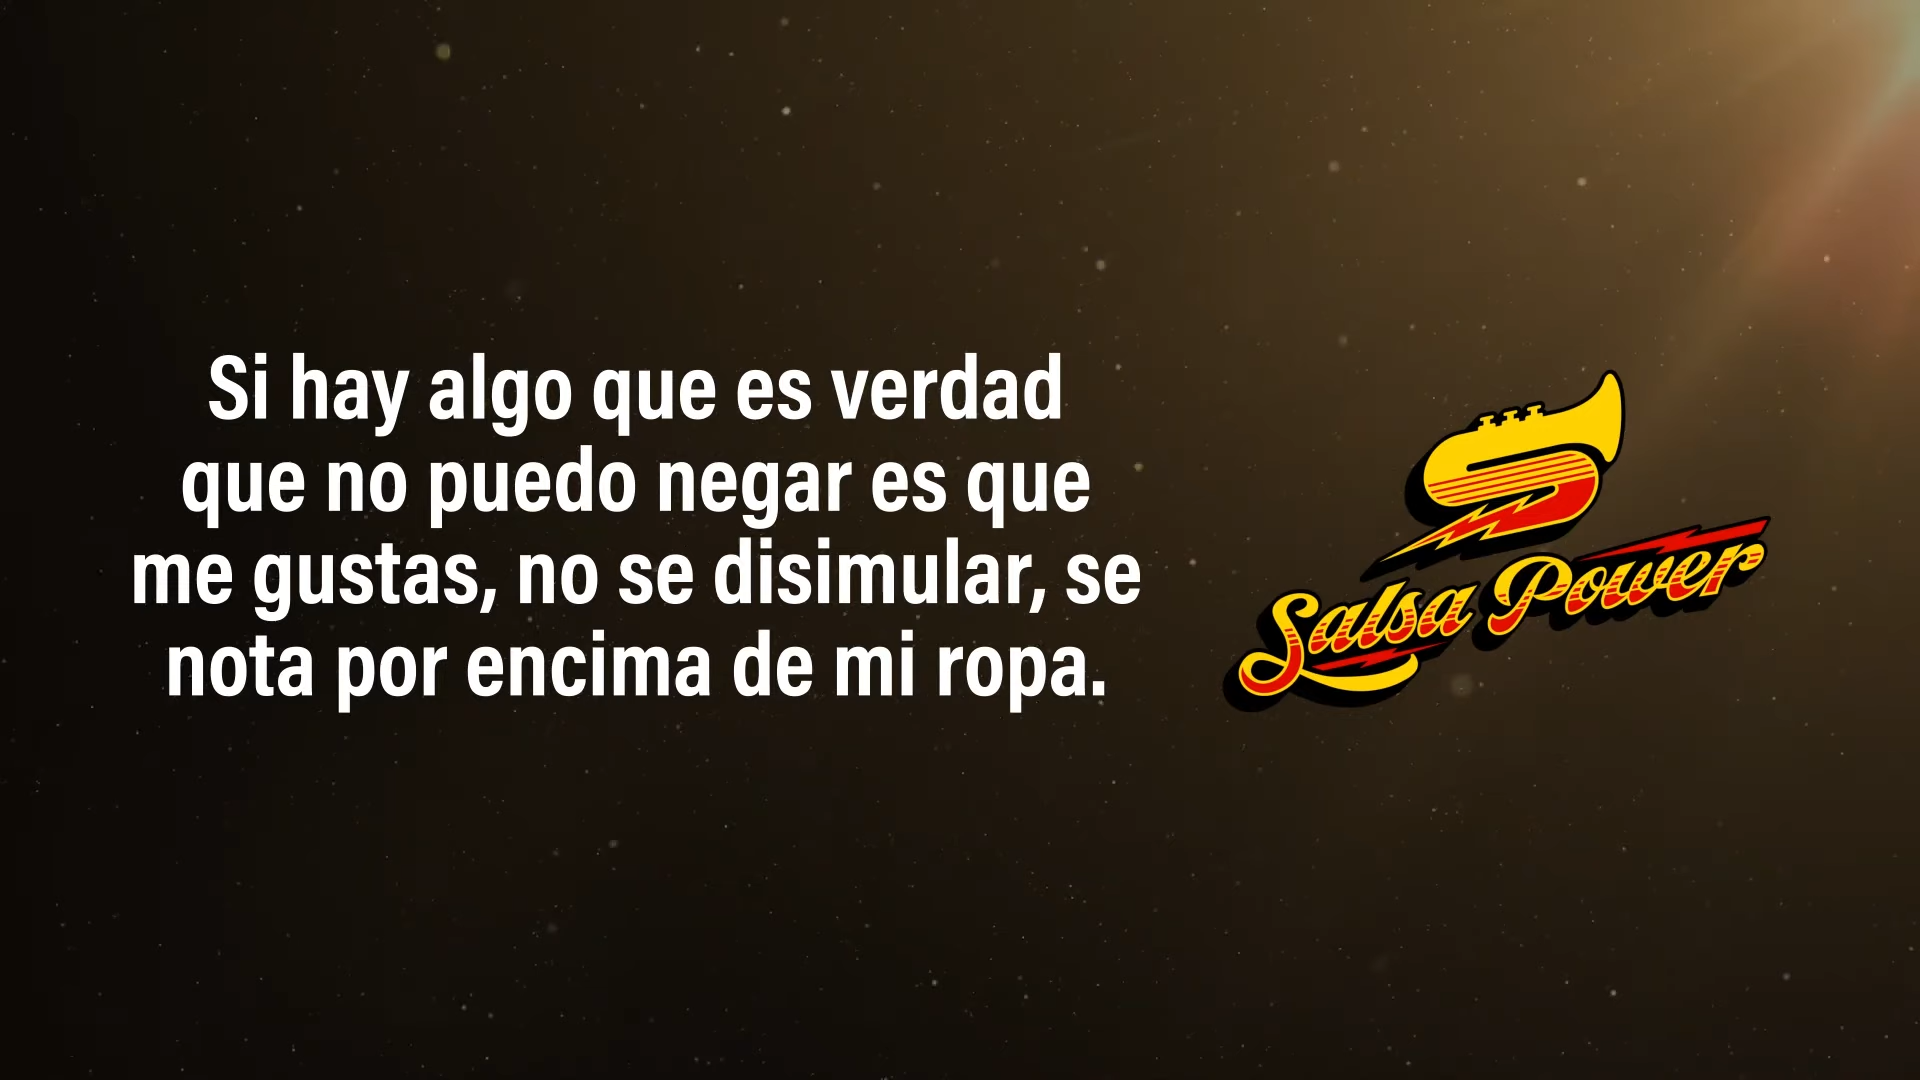 Si hay algo que es verdad
que no puedo negar es que
me gustas, no se disimular, se
nota por encima de mi ropa.
Salsa Power